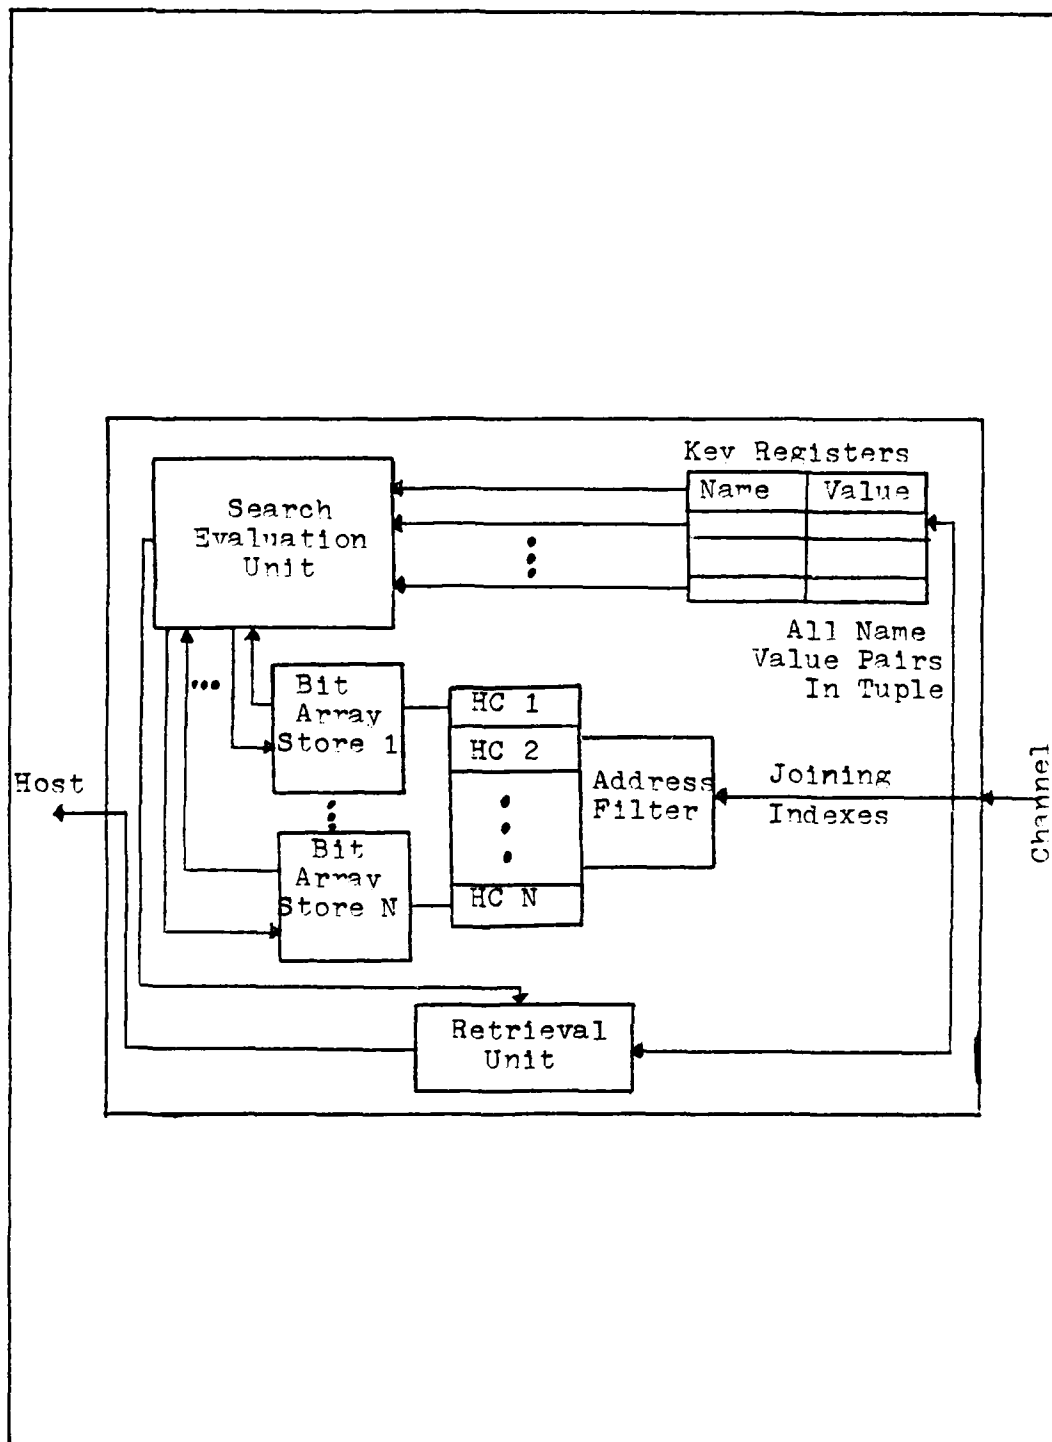 Key Registers
Name Value
Search
Evaluation
Unit
All Name
Value Pairs
In Tuple
Bit
Array
Store 1
HC 1
HC 2
Address
Filter
Joining
Indexes
Host
Channel
Bit
Array
Store N
HC N
Retrieval
Unit